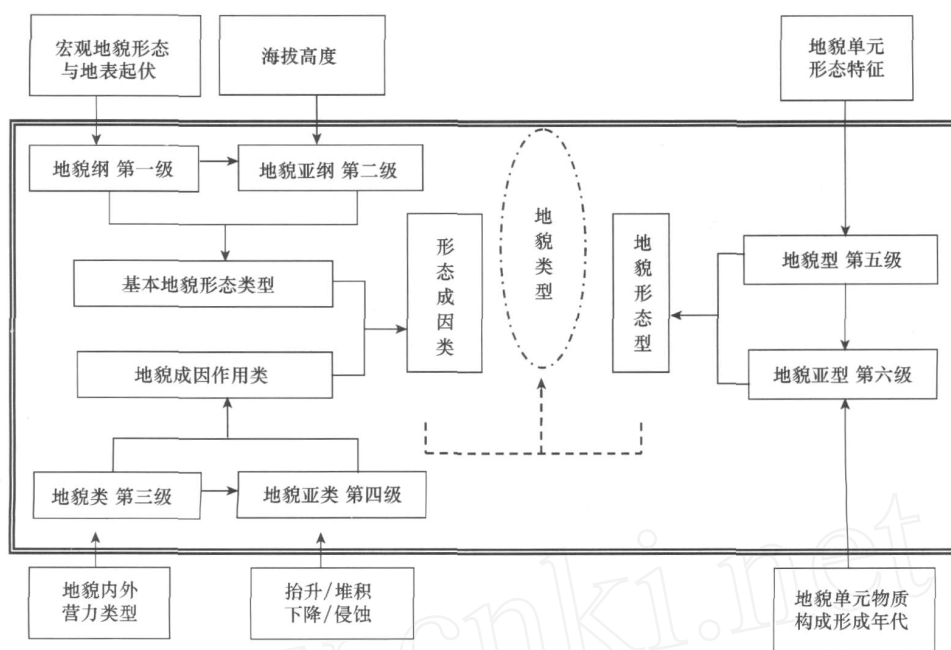 宏观地貌形态
与地表起伏
海拔高度
地貌单元
形态特征
地貌纲 第一级
地貌亚纲 第二级
基本地貌形态类型
形态成因类
地貌类型
地貌形态型
地貌型 第五级
地貌成因作用类
地貌亚型 第六级
地貌类 第三级
地貌亚类 第四级
地貌内外
营力类型
抬升/堆积
下降/侵蚀
地貌单元物质
构成形成年代
cnki.net